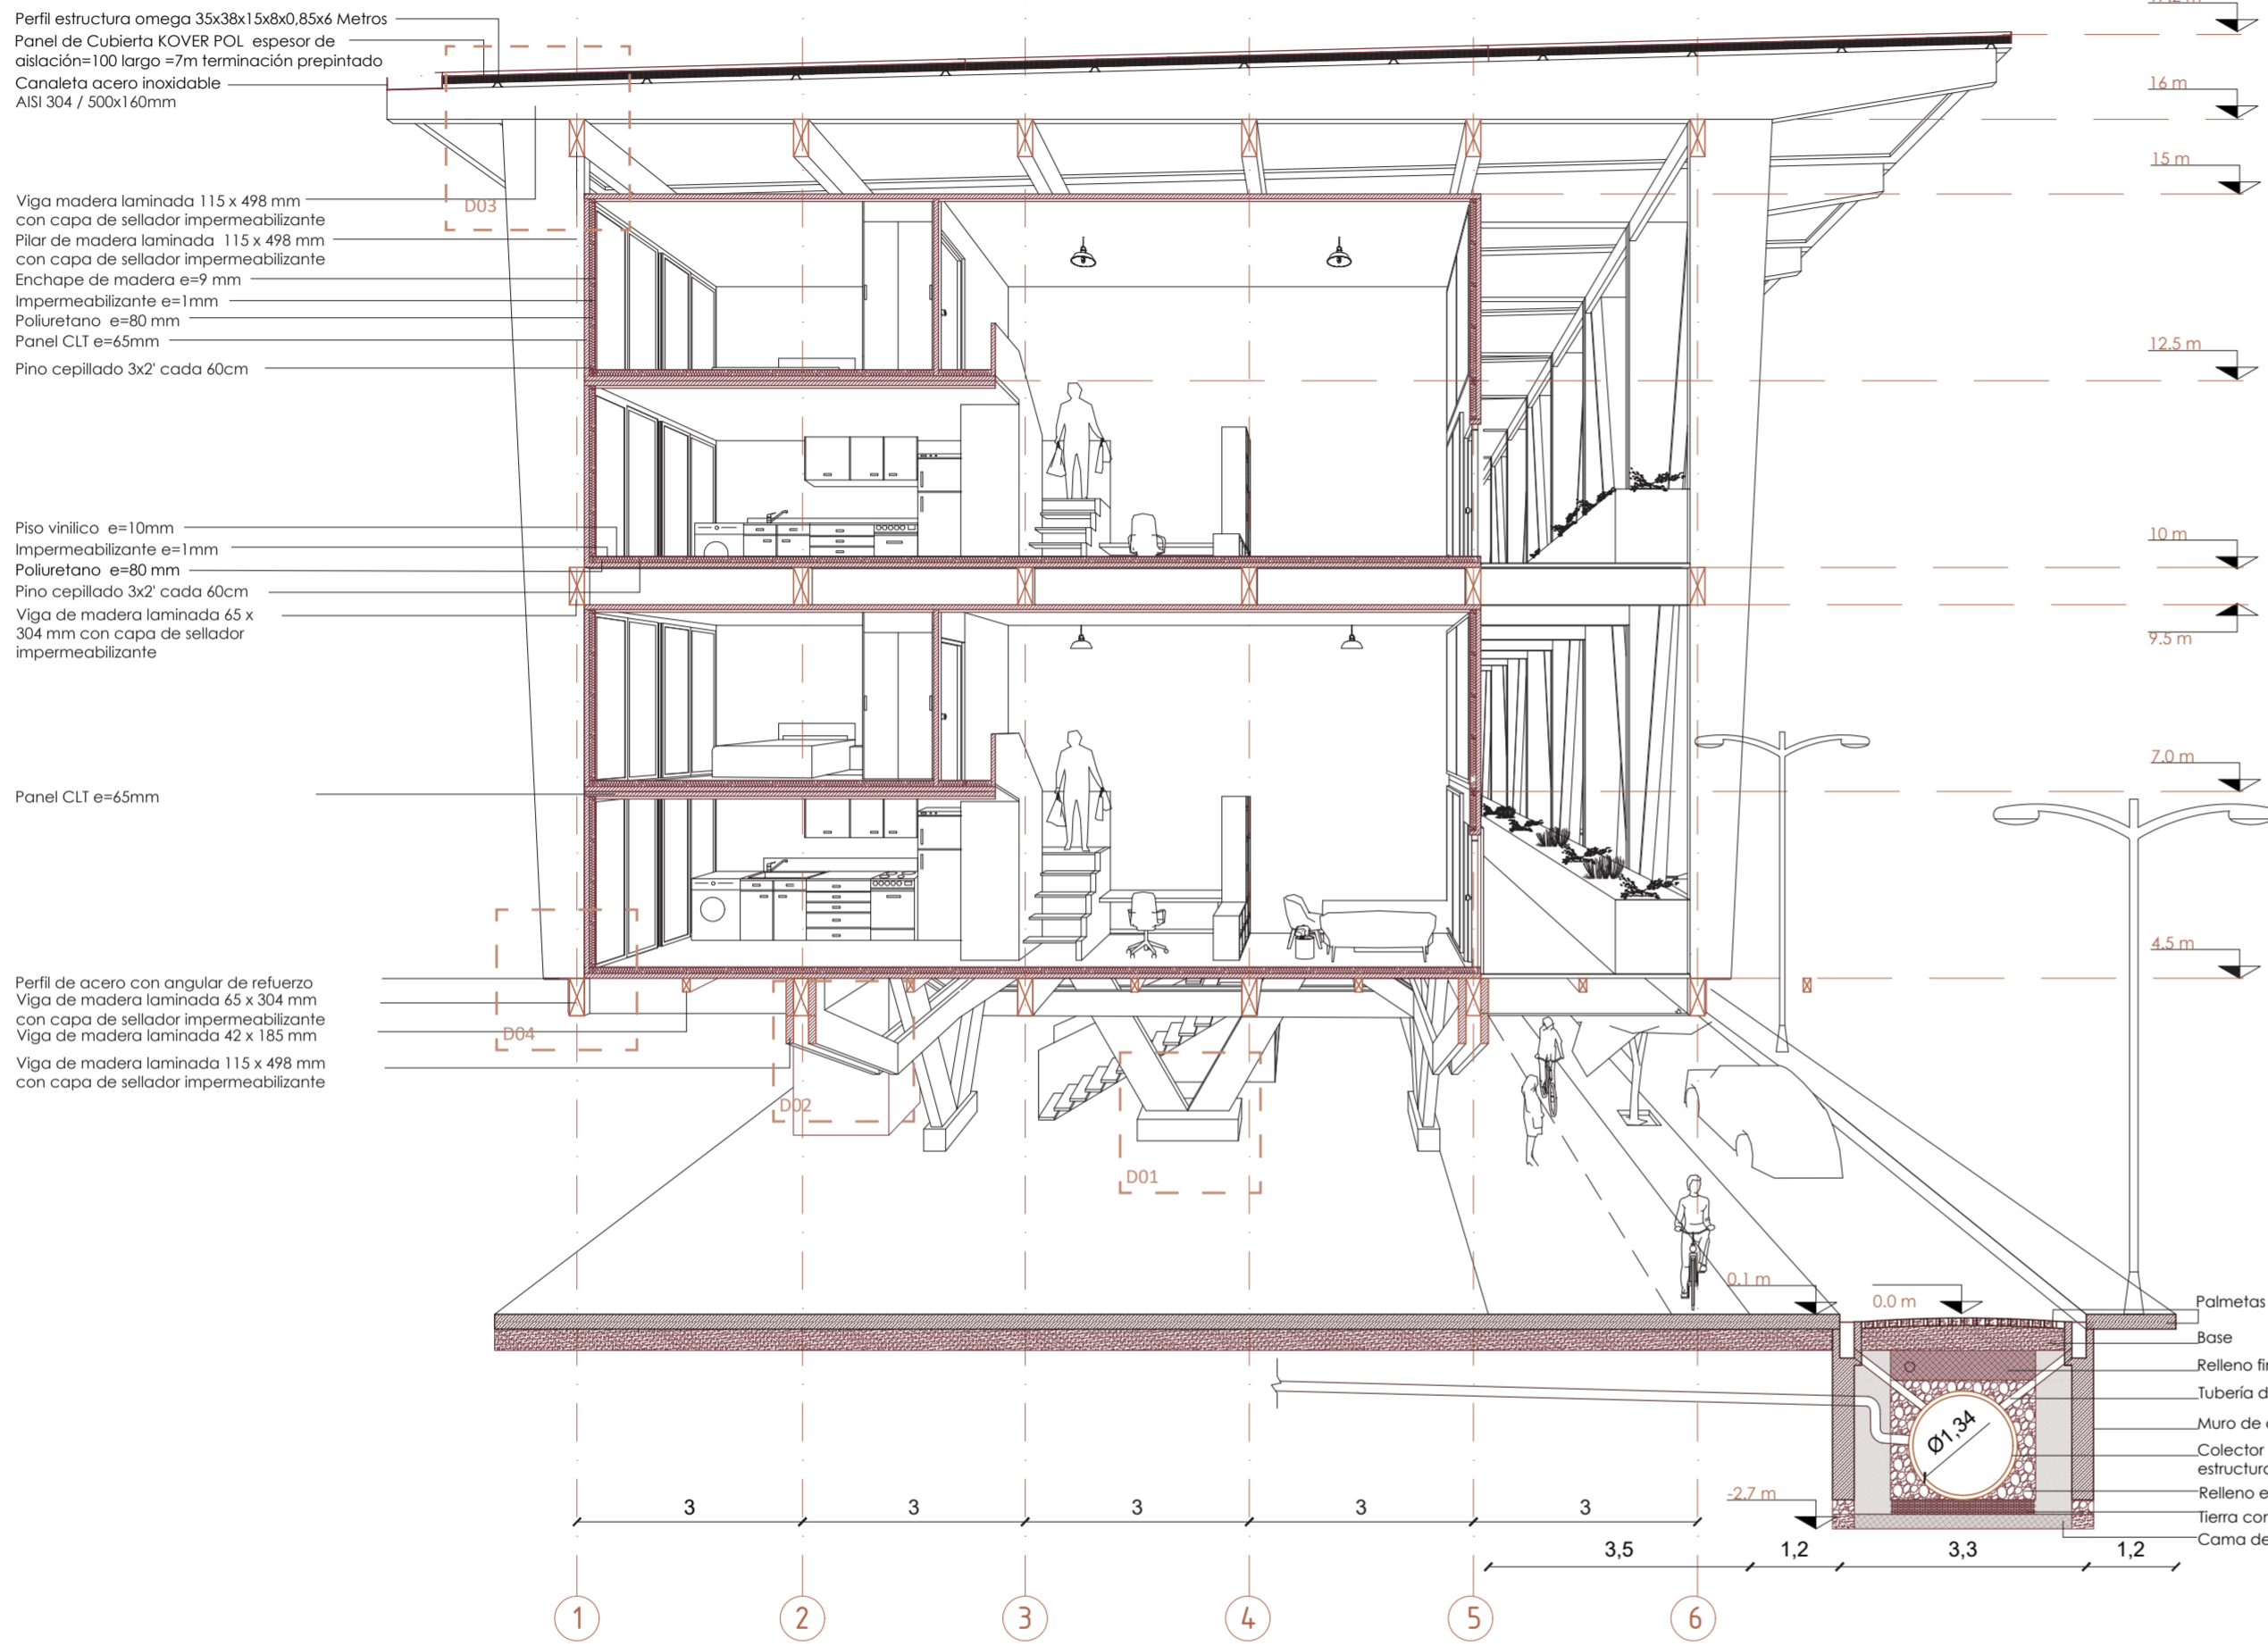 Perfil estructura omega 35x38x15x8x0,85x6 Metros
Panel de Cubierta KOVER POL espesor de
aislación=100 largo =7m terminación prepintado
Canaleta acero inoxidable
AISI 304 / 500x160mm
Viga madera laminada 115 x 498 mm
con capa de sellador impermeabilizante
Pilar de madera laminada 115 x 498 mm
con capa de sellador impermeabilizante
Enchape de madera e=9 mm
Impermeabilizante e=1mm
Poliuretano e=80 mm
Panel CLT e=65mm
Pino cepillado 3x2' cada 60cm
Piso vinilico e=10mm
Impermeabilizante e=1mm
Poliuretano e=80 mm
Pino cepillado 3x2' cada 60cm
Viga de madera laminada 65 x
304 mm con capa de sellador
impermeabilizante
Panel CLT e=65mm
Perfil de acero con angular de refuerzo
Viga de madera laminada 65 x 304 mm
con capa de sellador impermeabilizante
Viga de madera laminada 42 x 185 mm
Viga de madera laminada 115 x 498 mm
con capa de sellador impermeabilizante
D03
D04
D02
D01
16 m
15 m
12.5 m
10 m
9.5 m
7.0 m
4.5 m
0.1 m
0.0 m
-2.7 m
Palmetas
Base
Relleno
Tubería
Muro de
Colector
Relleno
Tierra
Cama
Ø1,34
3
3
3
3
3
3,5
1,2
3,3
1,2
1
2
3
4
5
6